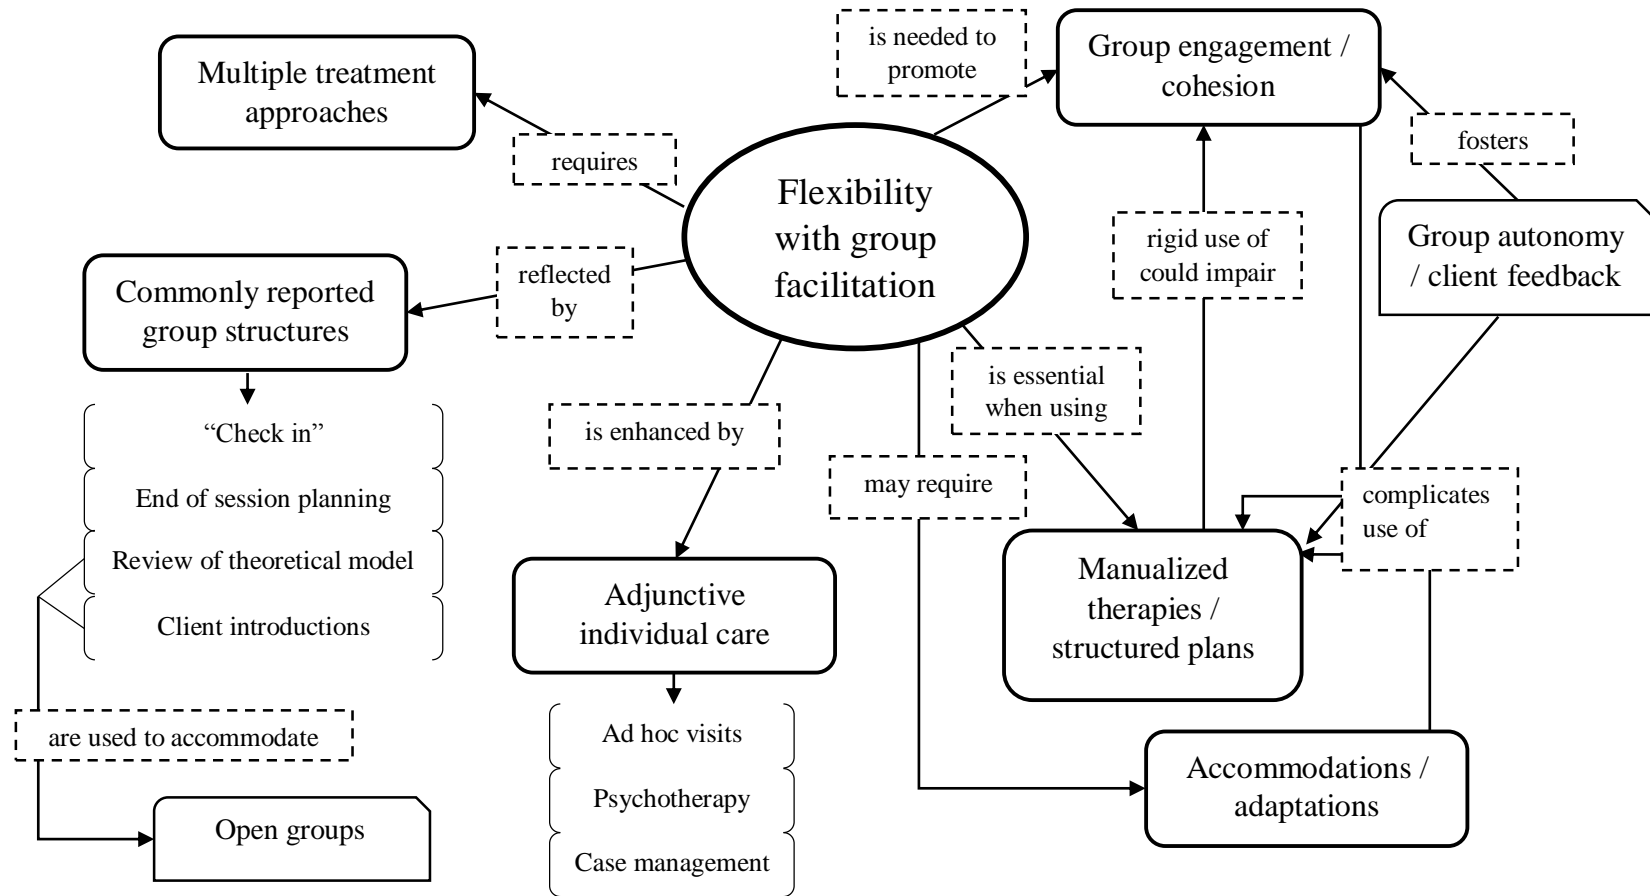 Multiple treatment
approaches
is needed to
promote
Group engagement /
cohesion
requires
fosters
Flexibility
with group
facilitation
rigid use of
could impair
Group autonomy
/ client feedback
reflected
by
Commonly reported
group structures
is essential
when using
is enhanced by
may require
complicates
use of
“Check in”
End of session planning
Review of theoretical model
Client introductions
Adjunctive
individual care
Manualized
therapies /
structured plans
are used to accommodate
Open groups
Ad hoc visits
Psychotherapy
Case management
Accommodations /
adaptations